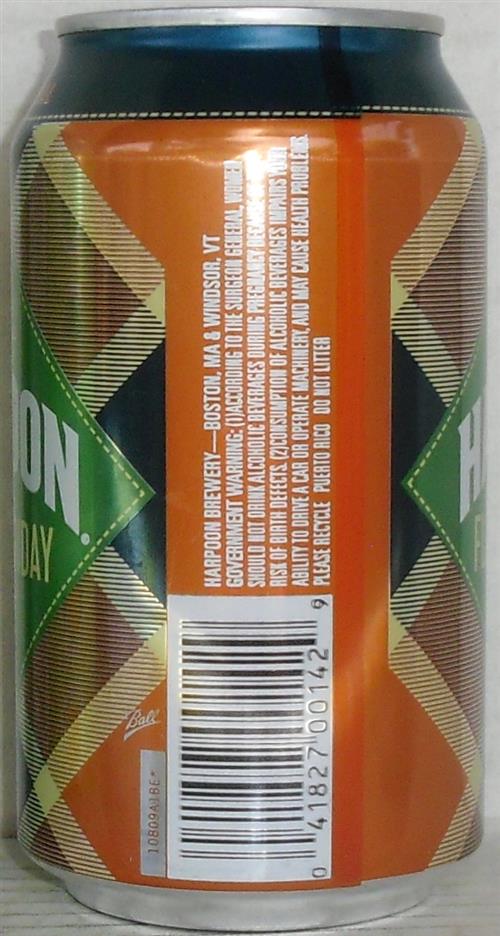 HARPOON BREWERY—BOSTON, MA & WINDSOR, VT
GOVERNMENT WARNING: (1)ACCORDING TO THE SURGEON GENERAL, WOMEN
SHOULD NOT DRINK ALCOHOLIC BEVERAGES DURING PREGNANCY BECAUSE OF THE
RISK OF BIRTH DEFECTS. (2)CONSUMPTION OF ALCOHOLIC BEVERAGES IMPAIRS YOUR
ABILITY TO DRIVE A CAR OR OPERATE MACHINERY, AND MAY CAUSE HEALTH PROBLEMS.
PLEASE RECYCLE PUERTO RICO DO NOT LITTER
OON.
DAY
H
F
Ball
10809A1BE*
0 41827 00142 9